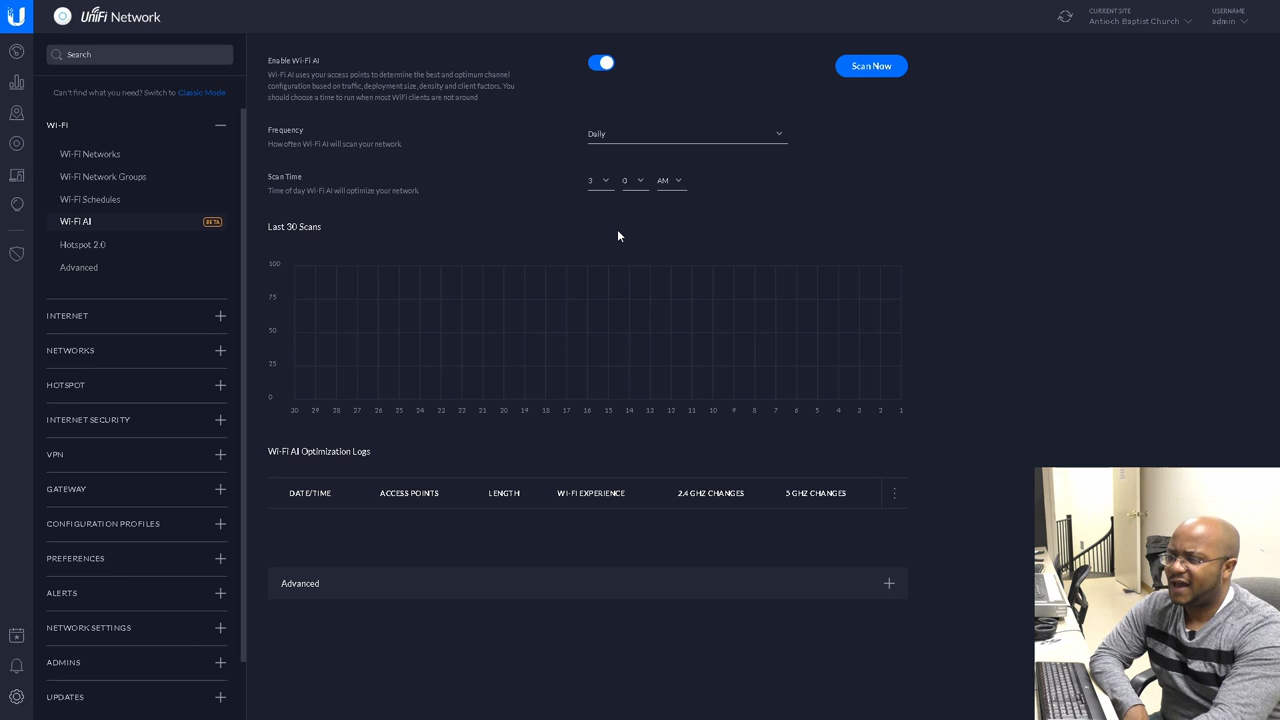 UniFi Network
CURRENT SITE
Antioch Baptist Church
USERNAME
admin
Search
Can't find what you need? Switch to Classic Mode
WI-FI
Wi-Fi Networks
Wi-Fi Network Groups
Wi-Fi Schedules
Wi-Fi AI
BETA
Hotspot 2.0
Advanced
INTERNET
NETWORKS
HOTSPOT
INTERNET SECURITY
VPN
GATEWAY
CONFIGURATION PROFILES
PREFERENCES
ALERTS
NETWORK SETTINGS
ADMINS
UPDATES
Enable Wi-Fi AI
Wi-Fi AI uses your access points to determine the best and optimum channel
configuration based on traffic, deployment size, density and client factors. You
should choose a time to run when most WiFi clients are not around
Scan Now
Frequency
How often Wi-Fi AI will scan your network
Daily
Scan Time
Time of day Wi-Fi AI will optimize your network
3 0 AM
Last 30 Scans
100
75
50
25
0
30 29 28 27 26 25 24 23 22 21 20 19 18 17 16 15 14 13 12 11 10 9 8 7 6 5 4 3 2 1
Wi-Fi AI Optimization Logs
DATE/TIME ACCESS POINTS LENGTH WI-FI EXPERIENCE 2.4 GHZ CHANGES 5 GHZ CHANGES
Advanced